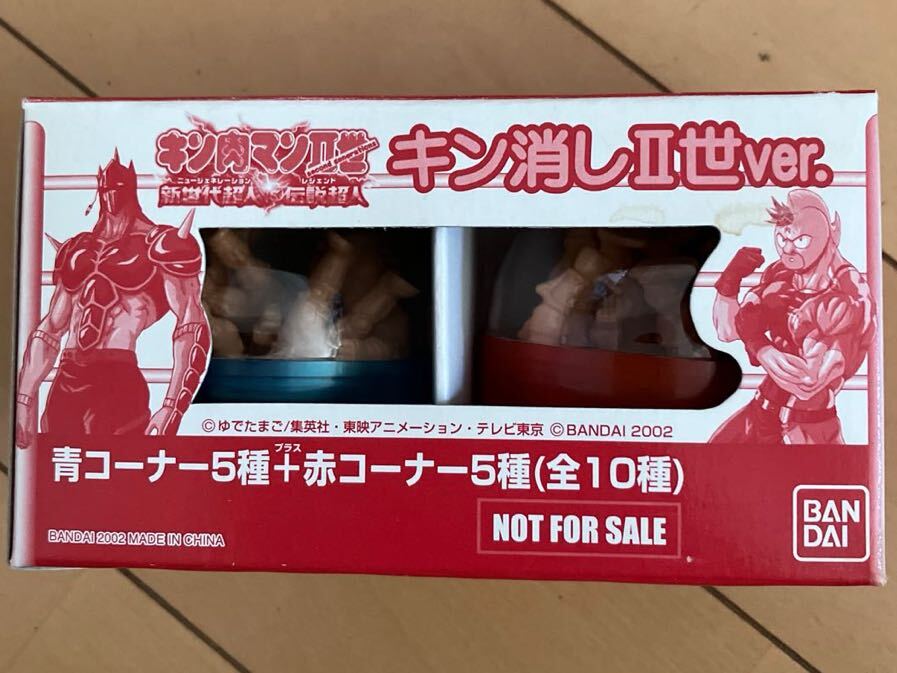 キン肉マンⅡ世
ニュージェネレーション レジェンド
新世代超人 VS 伝説超人
キン消しⅡ世ver.
©ゆでたまご/集英社・東映アニメーション・テレビ東京 ©BANDAI 2002
プラス
青コーナー5種+赤コーナー5種(全10種)
NOT FOR SALE
BANDAI 2002 MADE IN CHINA
BAN
DAI